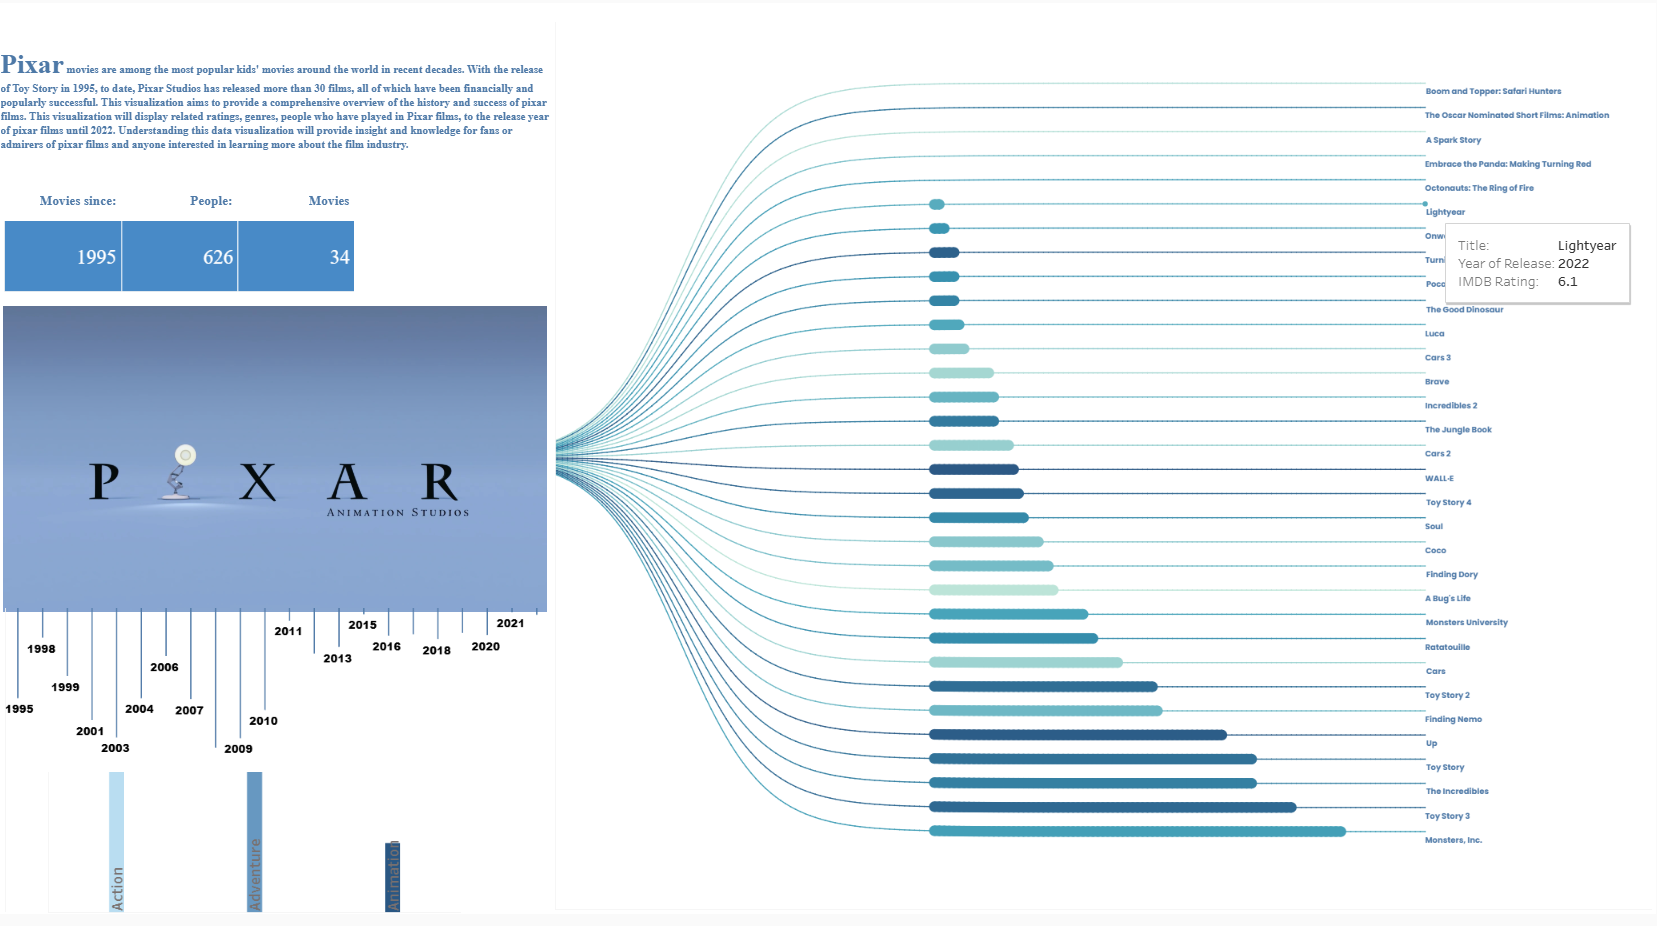 Pixar movies are among the most popular kids' movies around the world in recent decades. With the release
of Toy Story in 1995, to date, Pixar Studios has released more than 30 films, all of which have been financially and
popularly successful. This visualization aims to provide a comprehensive overview of the history and success of pixar
films. This visualization will display related ratings, genres, people who have played in Pixar films, to the release year
of pixar films until 2022. Understanding this data visualization will provide insight and knowledge for fans or
admirers of pixar films and anyone interested in learning more about the film industry.
Movies since: People: Movies
1995 626 34
P X A R
ANIMATION STUDIOS
1995
1998
1999
2001
2003
2004
2006
2007
2009
2010
2011
2013
2015
2016
2018
2020
2021
Action
Adventure
Animation
Boom and Topper: Safari Hunters
The Oscar Nominated Short Films: Animation
A Spark Story
Embrace the Panda: Making Turning Red
Octonauts: The Ring of Fire
Lightyear
Onw
Turni
Title: Lightyear
Year of Release: 2022
IMDB Rating: 6.1
The Good Dinosaur
Luca
Cars 3
Brave
Incredibles 2
The Jungle Book
Cars 2
WALL·E
Toy Story 4
Soul
Coco
Finding Dory
A Bug's Life
Monsters University
Ratatouille
Cars
Toy Story 2
Finding Nemo
Up
Toy Story
The Incredibles
Toy Story 3
Monsters, Inc.